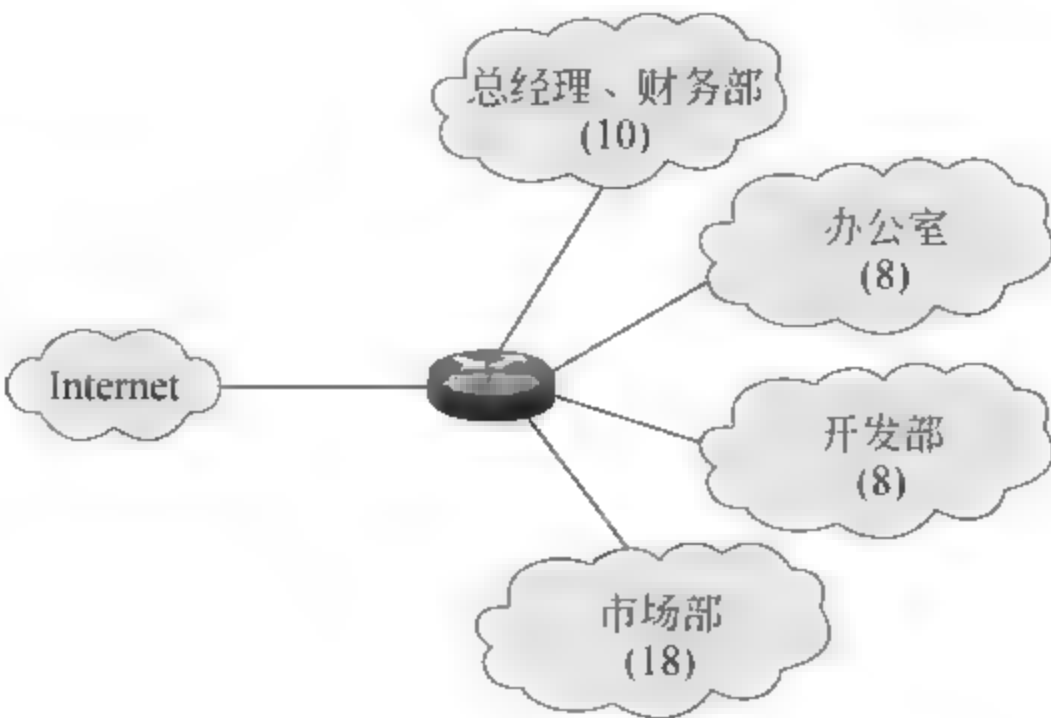 总经理、财务部
(10)
办公室
(8)
Internet
开发部
(8)
市场部
(18)